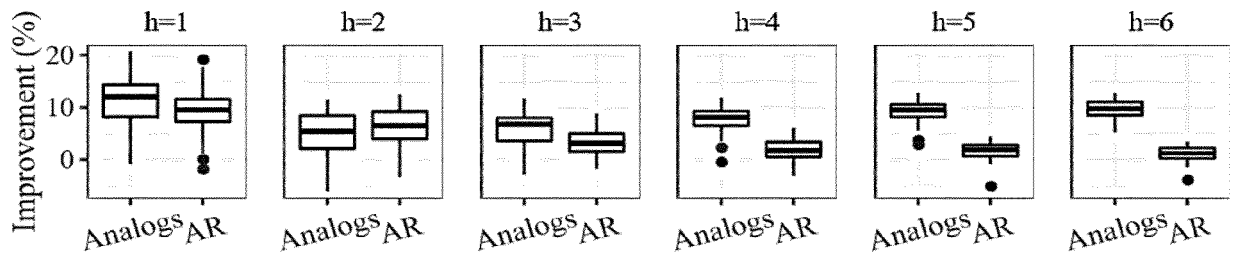 h=1 h=2 h=3 h=4 h=5 h=6
Improvement (%)
20
10
0
Analogs AR Analogs AR Analogs AR Analogs AR Analogs AR Analogs AR